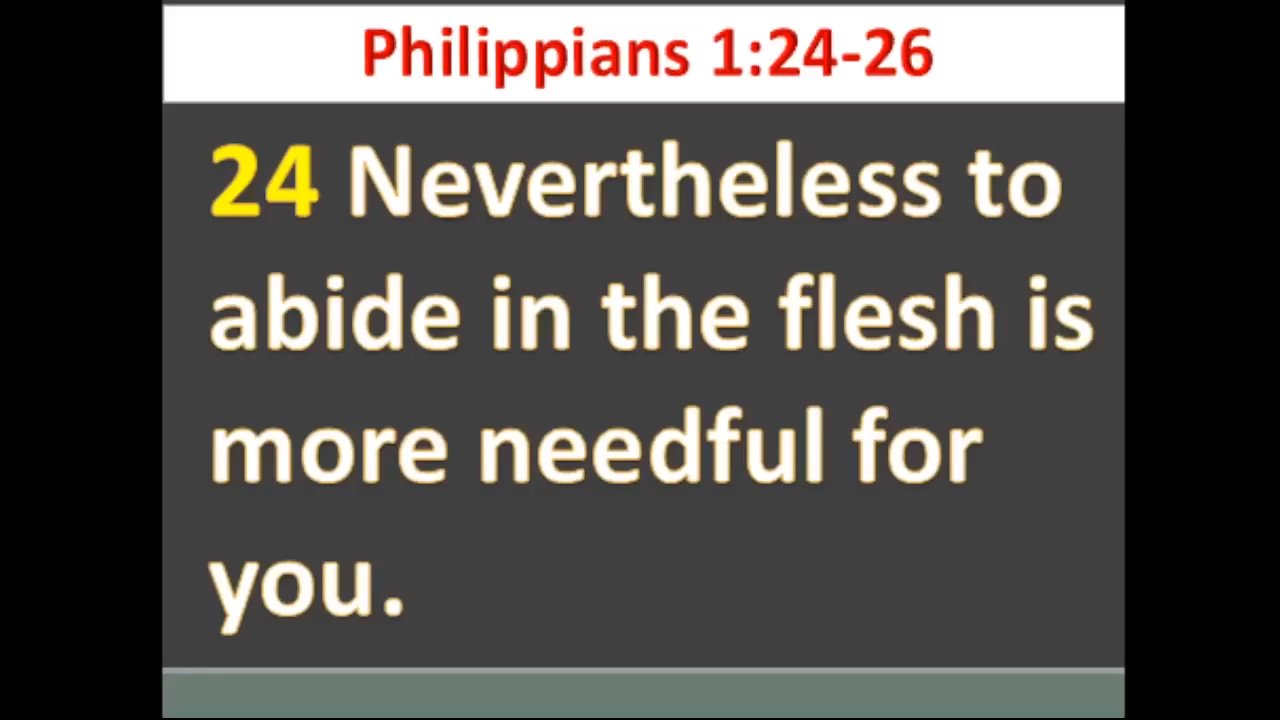 Philippians 1:24-26
24 Nevertheless to
abide in the flesh is
more needful for
you.